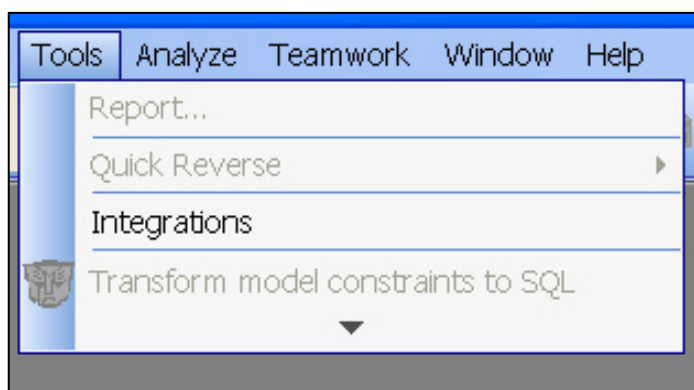 Tools Analyze Teamwork Window Help
Report...
Quick Reverse
Integrations
Transform model constraints to SQL